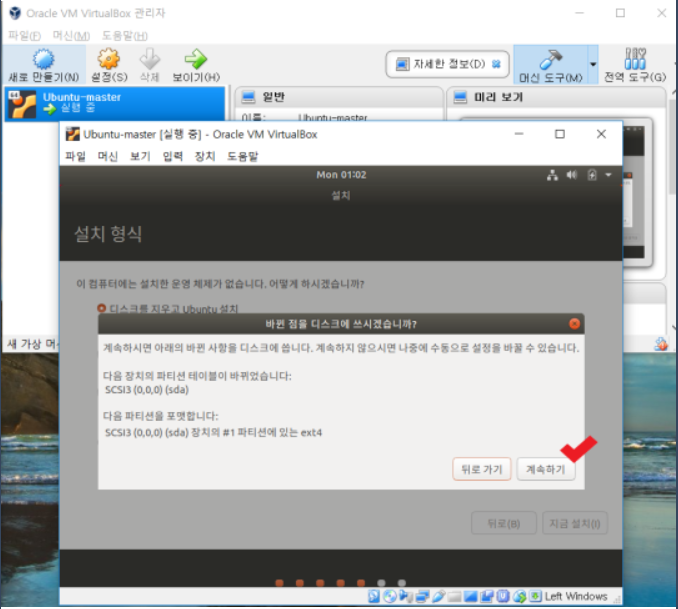 Oracle VM VirtualBox 관리자
파일(F) 머신(M) 도움말(H)
새로 만들기(N) 설정(S) 삭제 보이기(H) 자세한 정보(D) 머신 도구(M) 전역 도구(G)
Ubuntu-master
실행 중
일반
미리 보기
이름: Ubuntu-master
Ubuntu-master [실행 중] - Oracle VM VirtualBox
파일 머신 보기 입력 장치 도움말
Mon 01:02
설치
설치 형식
이 컴퓨터에는 설치한 운영 체제가 없습니다. 어떻게 하시겠습니까?
디스크를 지우고 Ubuntu 설치
바뀐 점을 디스크에 쓰시겠습니까?
계속하시면 아래의 바뀐 사항을 디스크에 씁니다. 계속하지 않으시면 나중에 수동으로 설정을 바꿀 수 있습니다.
다음 장치의 파티션 테이블이 바뀌었습니다:
SCSI3 (0,0,0) (sda)
다음 파티션을 포맷합니다:
SCSI3 (0,0,0) (sda) 장치의 #1 파티션에 있는 ext4
뒤로 가기 계속하기
뒤로(B) 지금 설치(I)
새 가상 머
Left Windows